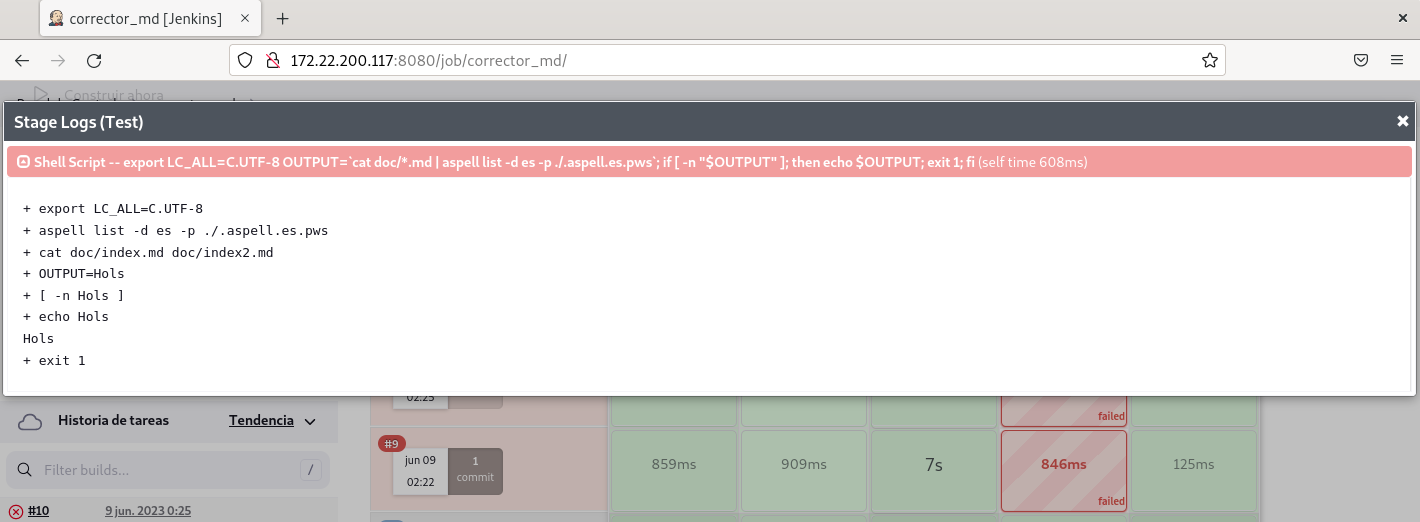 corrector_md [Jenkins]
172.22.200.117:8080/job/corrector_md/
Construir ahora
Stage Logs (Test)
Shell Script -- export LC_ALL=C.UTF-8 OUTPUT=`cat doc/*.md | aspell list -d es -p ./.aspell.es.pws`; if [ -n "$OUTPUT" ]; then echo $OUTPUT; exit 1; fi (self time 608ms)
+ export LC_ALL=C.UTF-8
+ aspell list -d es -p ./.aspell.es.pws
+ cat doc/index.md doc/index2.md
+ OUTPUT=Hols
+ [ -n Hols ]
+ echo Hols
Hols
+ exit 1
02:25
failed
Historia de tareas Tendencia
#9
jun 09
02:22
1
commit
859ms 909ms 7s 846ms 125ms
failed
Filter builds... /
#10 9 jun. 2023 0:25